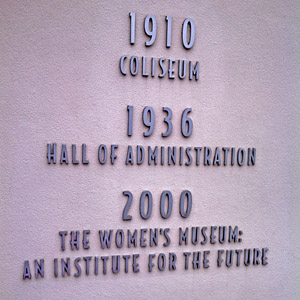 1910
COLISEUM
1936
HALL OF ADMINISTRATION
2000
THE WOMEN'S MUSEUM:
AN INSTITUTE FOR THE FUTURE